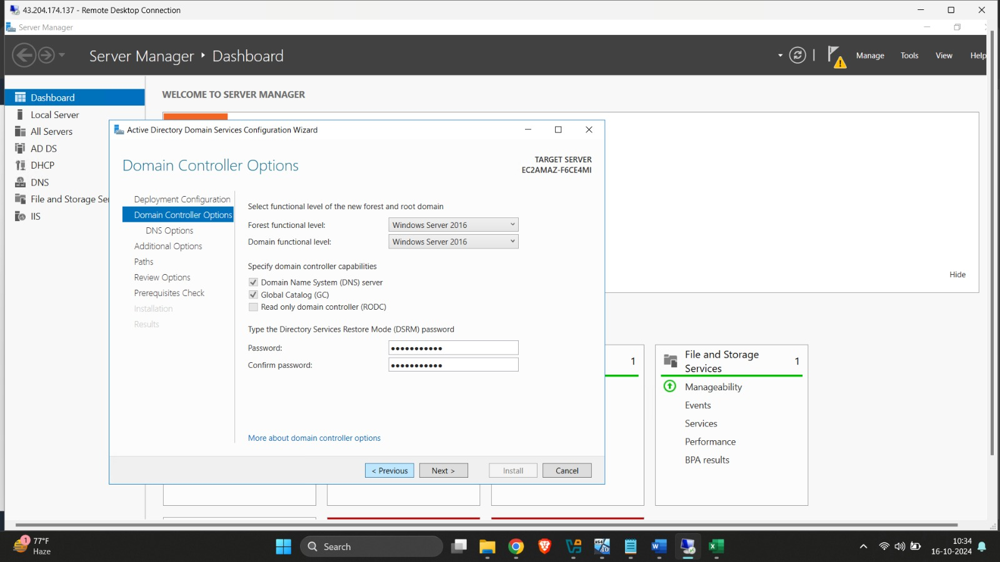 43.204.174.137 - Remote Desktop Connection
Server Manager
Server Manager ‣ Dashboard
Manage
Tools
View
Help
Dashboard
Local Server
All Servers
AD DS
DHCP
DNS
File and Storage Ser
IIS
WELCOME TO SERVER MANAGER
Hide
Active Directory Domain Services Configuration Wizard
Domain Controller Options
TARGET SERVER
EC2AMAZ-F6CE4MI
Deployment Configuration
Domain Controller Options
DNS Options
Additional Options
Paths
Review Options
Prerequisites Check
Installation
Results
Select functional level of the new forest and root domain
Forest functional level: Windows Server 2016
Domain functional level: Windows Server 2016
Specify domain controller capabilities
Domain Name System (DNS) server
Global Catalog (GC)
Read only domain controller (RODC)
Type the Directory Services Restore Mode (DSRM) password
Password: •••••••••••
Confirm password: •••••••••••
More about domain controller options
< Previous
Next >
Install
Cancel
1
File and Storage Services 1
Manageability
Events
Services
Performance
BPA results
1
77°F
Haze
Search
X64
10
W
X
10:34
16-10-2024